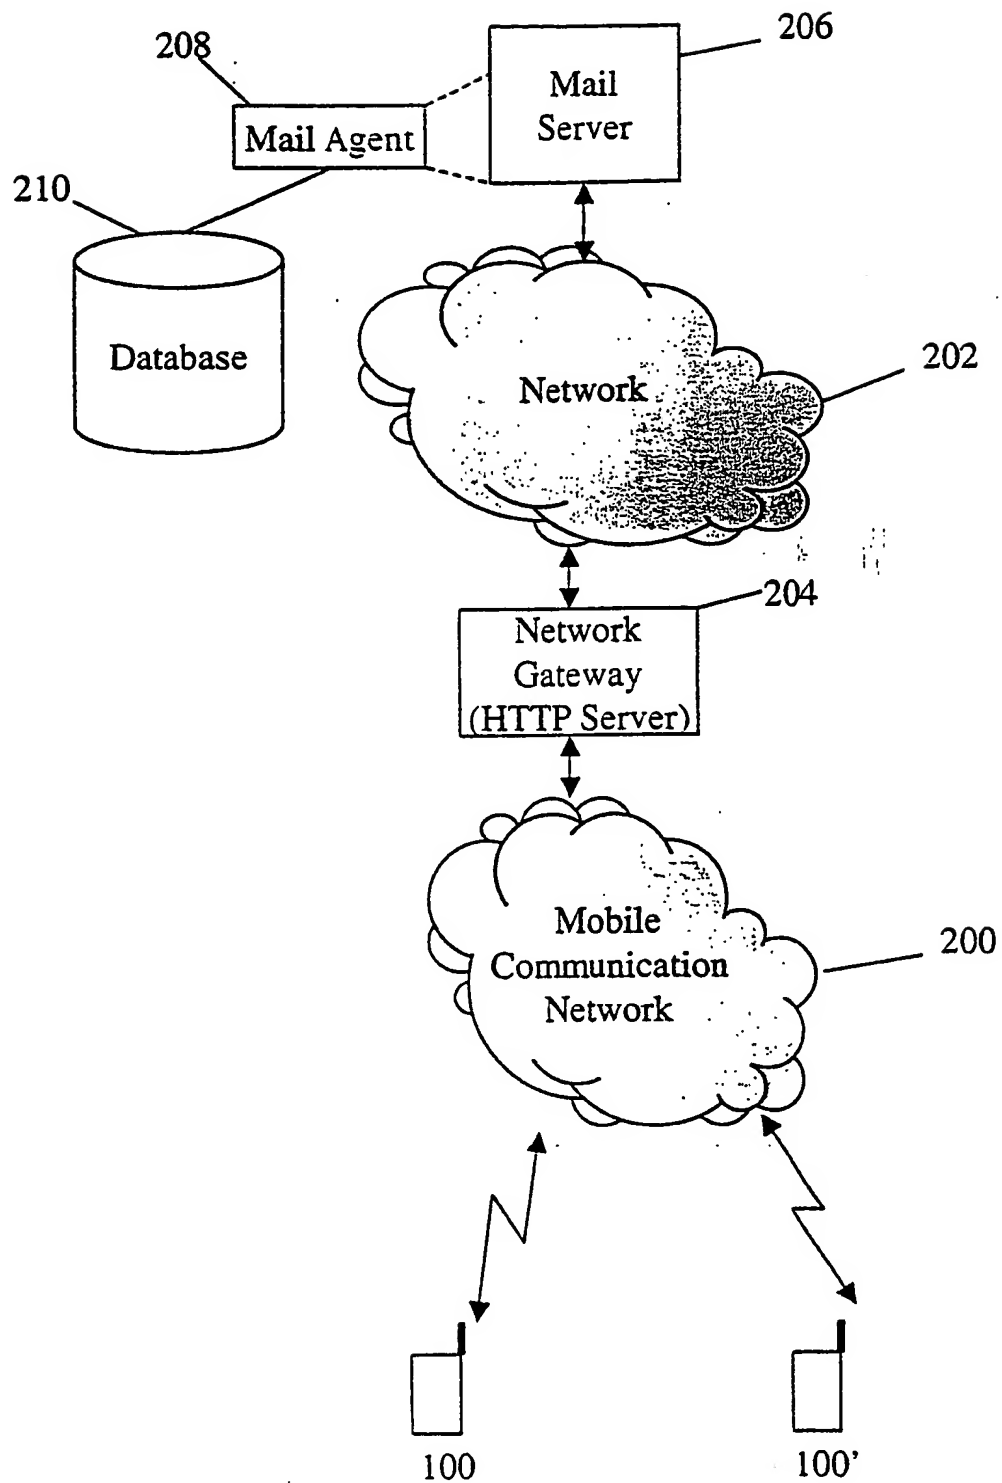 206
208
Mail
Server
Mail Agent
210
Database
Network
202
204
Network
Gateway
(HTTP Server)
Mobile
Communication
Network
200
100
100'